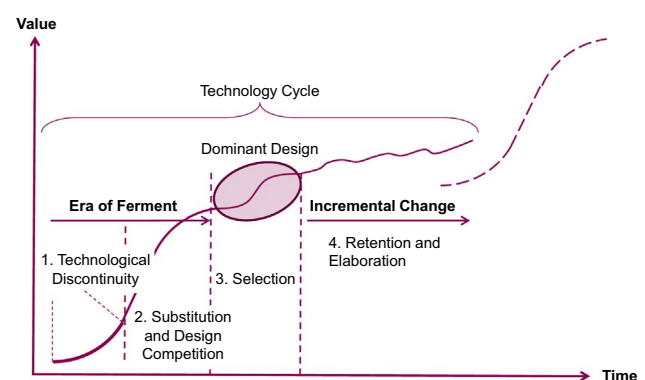 Value
Technology Cycle
Dominant Design
Era of Ferment
Incremental Change
1. Technological
Discontinuity
2. Substitution
and Design
Competition
3. Selection
4. Retention and
Elaboration
Time